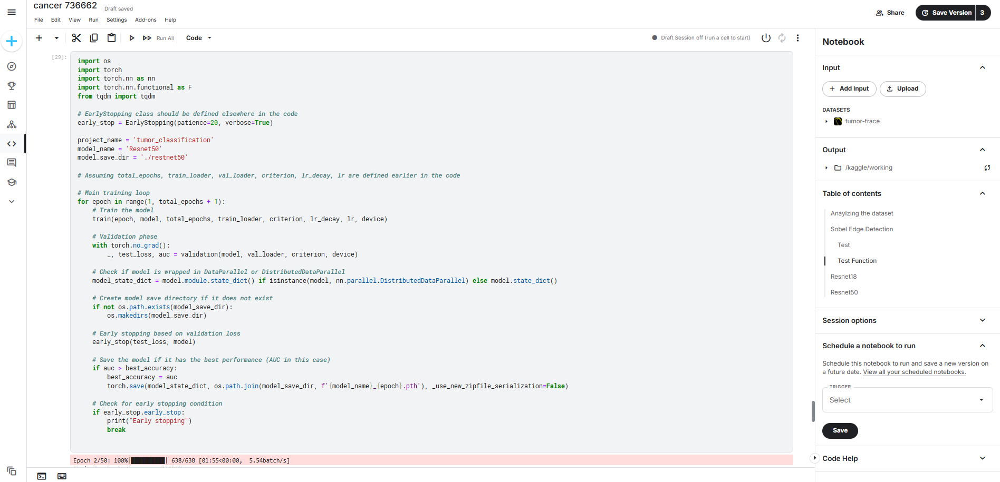 cancer 736662 Draft saved
File Edit View Run Settings Add-ons Help
Share
Save Version 3
Run All
Code
Draft Session off (run a cell to start)
[29]:
import os
import torch
import torch.nn as nn
import torch.nn.functional as F
from tqdm import tqdm
# EarlyStopping class should be defined elsewhere in the code
early_stop = EarlyStopping(patience=20, verbose=True)
project_name = 'tumor_classification'
model_name = 'Resnet50'
model_save_dir = './restnet50'
# Assuming total_epochs, train_loader, val_loader, criterion, lr_decay, lr are defined earlier in the code
# Main training loop
for epoch in range(1, total_epochs + 1):
    # Train the model
    train(epoch, model, total_epochs, train_loader, criterion, lr_decay, lr, device)
    # Validation phase
    with torch.no_grad():
        _, test_loss, auc = validation(model, val_loader, criterion, device)
    # Check if model is wrapped in DataParallel or DistributedDataParallel
    model_state_dict = model.module.state_dict() if isinstance(model, nn.parallel.DistributedDataParallel) else model.state_dict()
    # Create model save directory if it does not exist
    if not os.path.exists(model_save_dir):
        os.makedirs(model_save_dir)
    # Early stopping based on validation loss
    early_stop(test_loss, model)
    # Save the model if it has the best performance (AUC in this case)
    if auc > best_accuracy:
        best_accuracy = auc
        torch.save(model_state_dict, os.path.join(model_save_dir, f'{model_name}_{epoch}.pth'), _use_new_zipfile_serialization=False)
    # Check for early stopping condition
    if early_stop.early_stop:
        print("Early stopping")
        break
Epoch 2/50: 100%|██████████| 638/638 [01:55<00:00,  5.54batch/s]
Notebook
Input
Add Input
Upload
DATASETS
tumor-trace
Output
/kaggle/working
Table of contents
Anaylzing the dataset
Sobel Edge Detection
Test
Test Function
Resnet18
Resnet50
Session options
Schedule a notebook to run
Schedule this notebook to run and save a new version on
a future date. View all your scheduled notebooks.
TRIGGER
Select
Save
Code Help